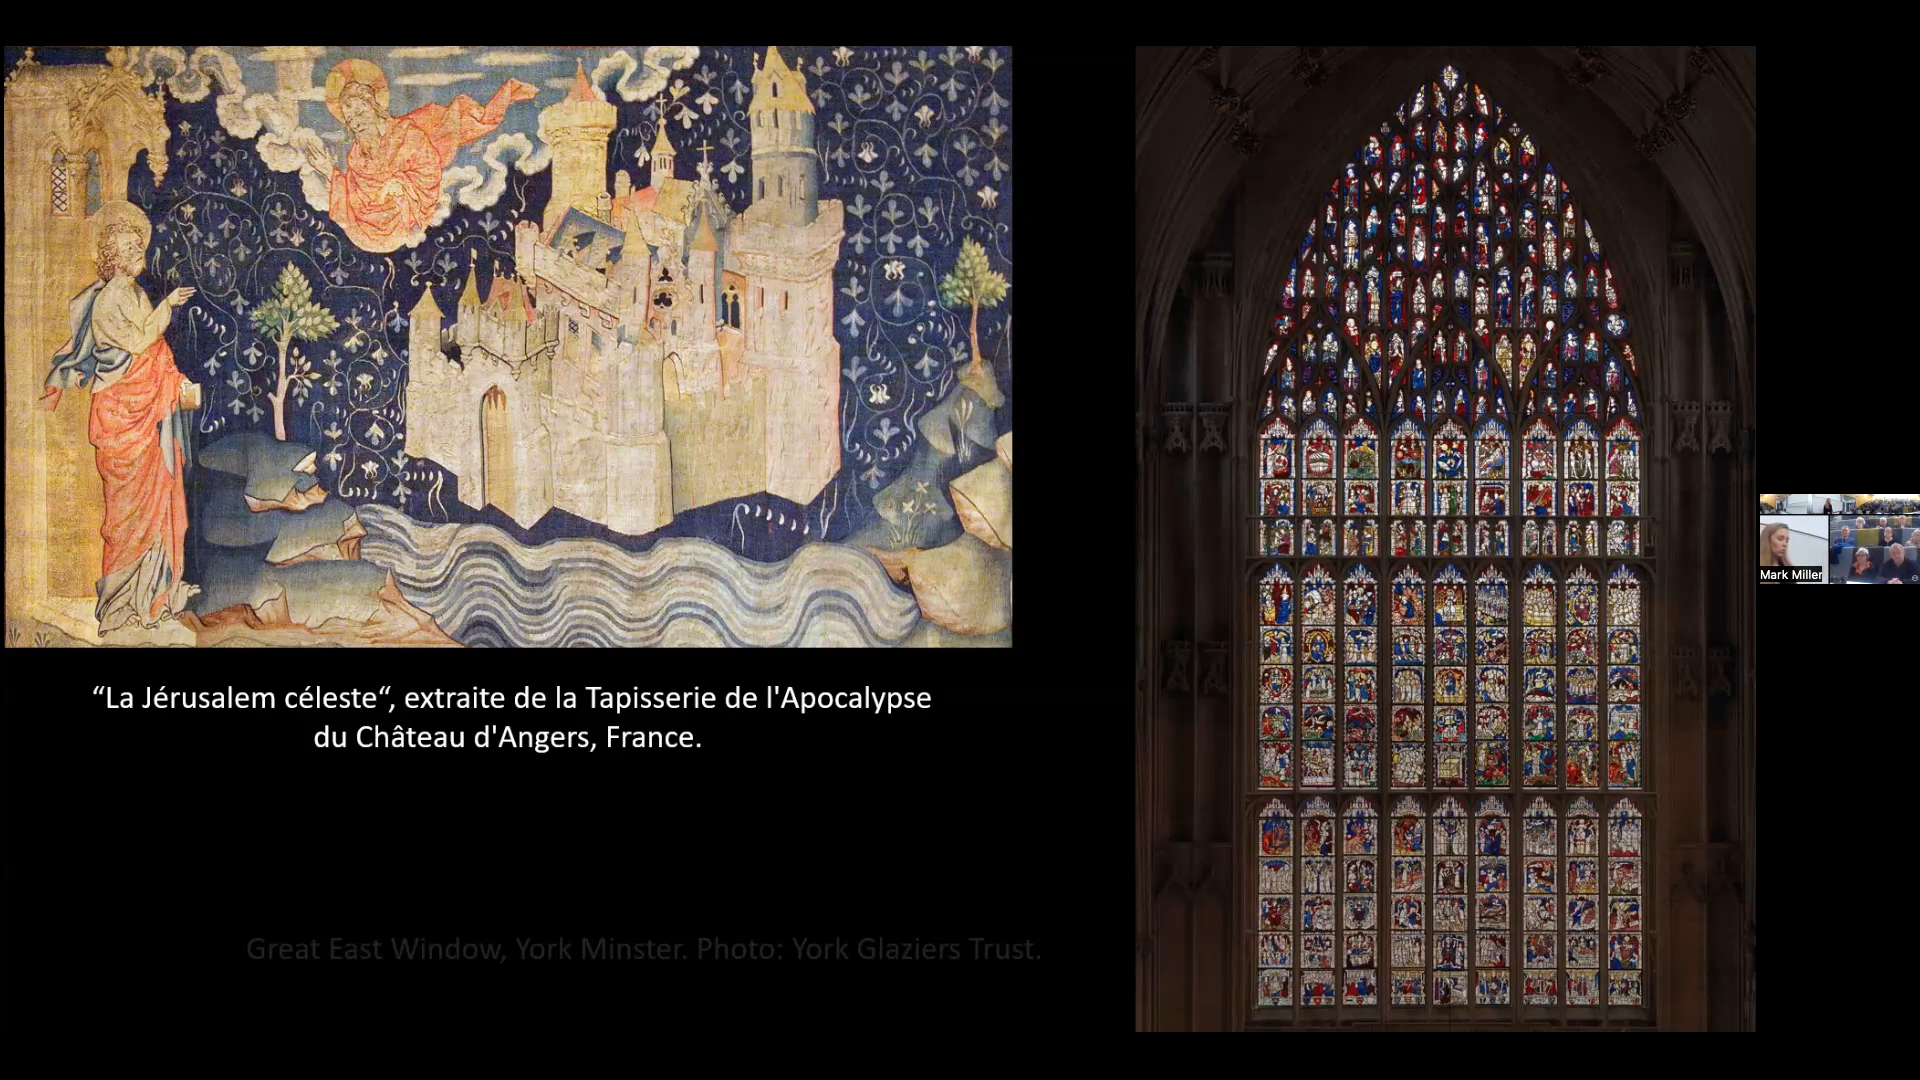 “La Jérusalem céleste“, extraite de la Tapisserie de l'Apocalypse
du Château d'Angers, France.
Great East Window, York Minster. Photo: York Glaziers Trust.
Mark Miller